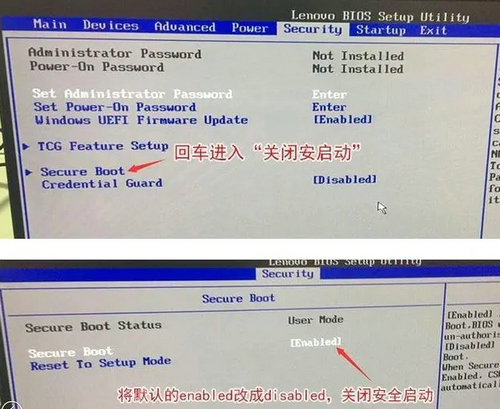 Lenovo BIOS Setup Utility
Main Devices Advanced Power Security Startup Exit
Administrator Password Not Installed
Power-On Password Not Installed
Set Administrator Password Enter
Set Power-On Password Enter
Windows UEFI Firmware Update [Enabled]
TCG Feature Setup
回车进入“关闭安启动”
Secure Boot
Credential Guard [Disabled]
Lenovo BIOS Setup Utility
Security
Secure Boot
Secure Boot Status User Mode
Secure Boot [Enabled]
Reset To Setup Mode
[Enabled]
Boot,BIOS
un-authoris
[Disabled]
Boot.
When Secure
Enabled, CS
automatical
将默认的enabled改成disabled，关闭安全启动